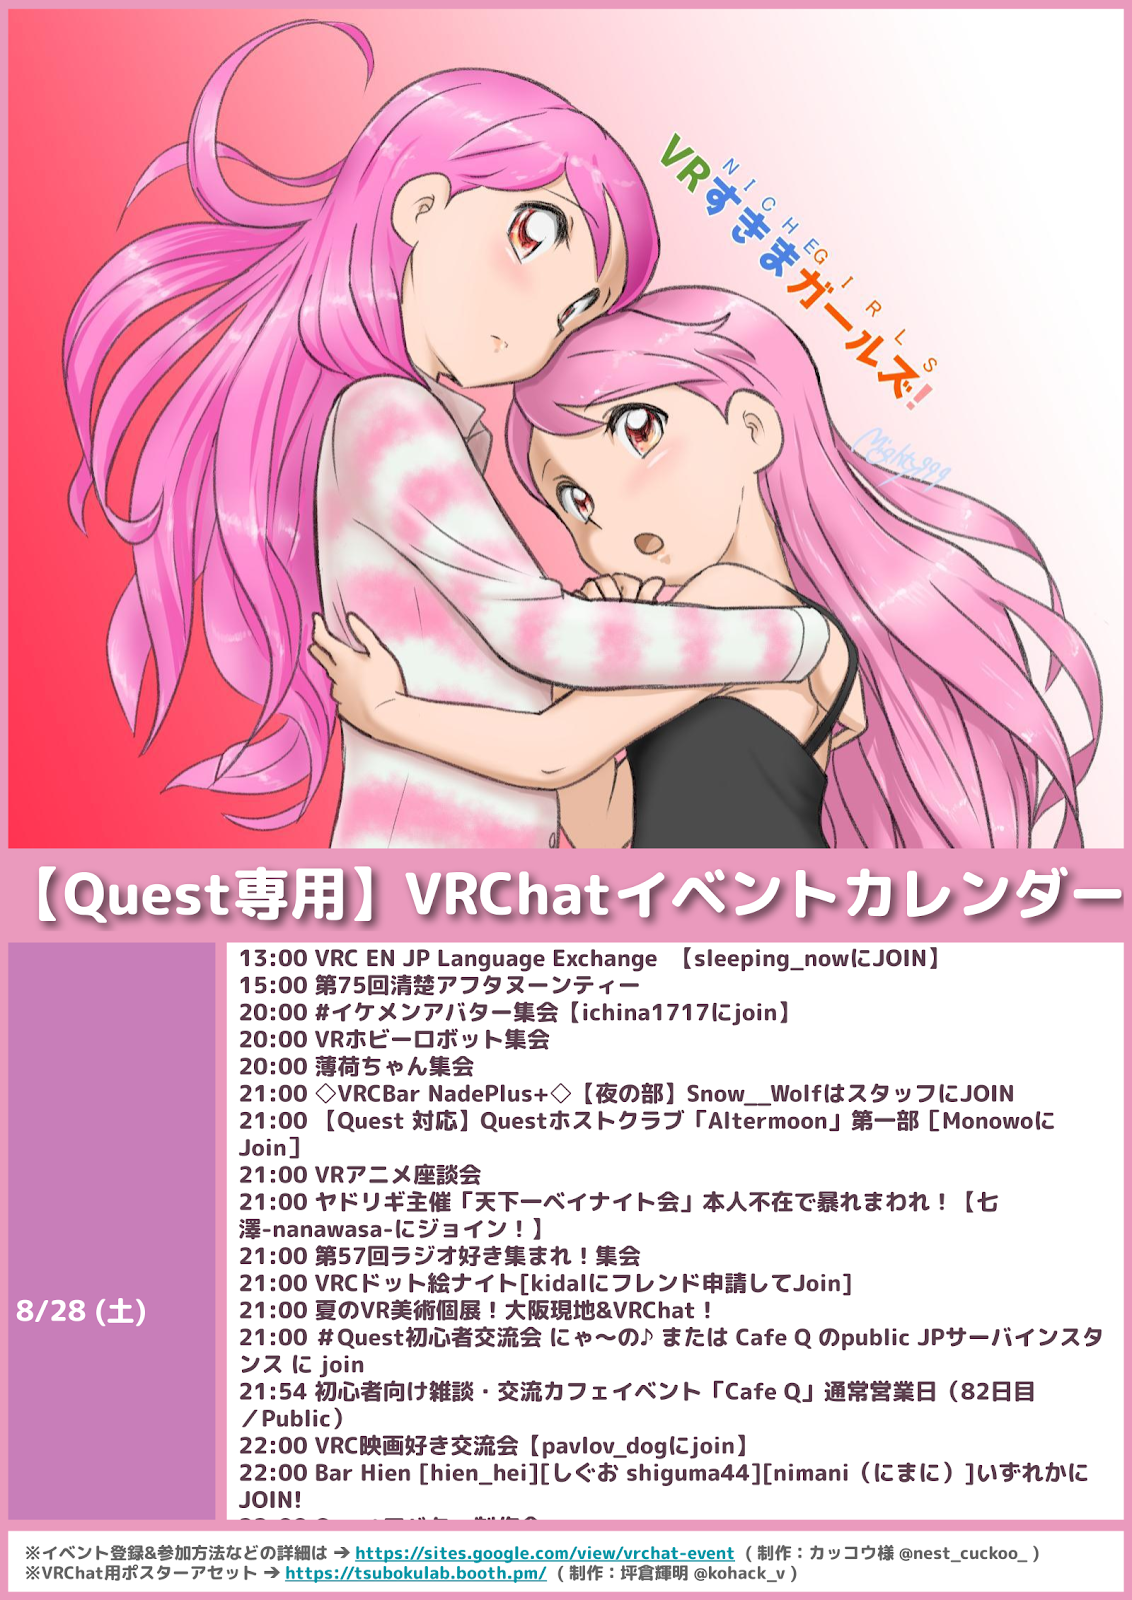 NICHE GIRLS
VRすきまガールズ!
Mighty999
【Quest専用】VRChatイベントカレンダー
8/28 (土)
13:00 VRC EN JP Language Exchange 【sleeping_nowにJOIN】
15:00 第75回清楚アフタヌーンティー
20:00 #イケメンアバター集会【ichina1717にjoin】
20:00 VRホビーロボット集会
20:00 薄荷ちゃん集会
21:00 ◇VRCBar NadePlus+◇【夜の部】Snow__WolfはスタッフにJOIN
21:00 【Quest 対応】Questホストクラブ「Altermoon」第一部［Monowoに
Join］
21:00 VRアニメ座談会
21:00 ヤドリギ主催「天下一ベイナイト会」本人不在で暴れまわれ！【七
澤-nanawasa-にジョイン！】
21:00 第57回ラジオ好き集まれ！集会
21:00 VRCドット絵ナイト[kidalにフレンド申請してJoin]
21:00 夏のVR美術個展！大阪現地&VRChat！
21:00 ＃Quest初心者交流会 にゃ～の♪ または Cafe Q のpublic JPサーバインスタ
ンス に join
21:54 初心者向け雑談・交流カフェイベント「Cafe Q」通常営業日（82日目
／Public）
22:00 VRC映画好き交流会【pavlov_dogにjoin】
22:00 Bar Hien [hien_hei][しぐお shiguma44][nimani（にまに）]いずれかに
JOIN!
※イベント登録&参加方法などの詳細は ➔ https://sites.google.com/view/vrchat-event （ 制作：カッコウ様 @nest_cuckoo_ ）
※VRChat用ポスターアセット ➔ https://tsubokulab.booth.pm/ （ 制作：坪倉輝明 @kohack_v ）